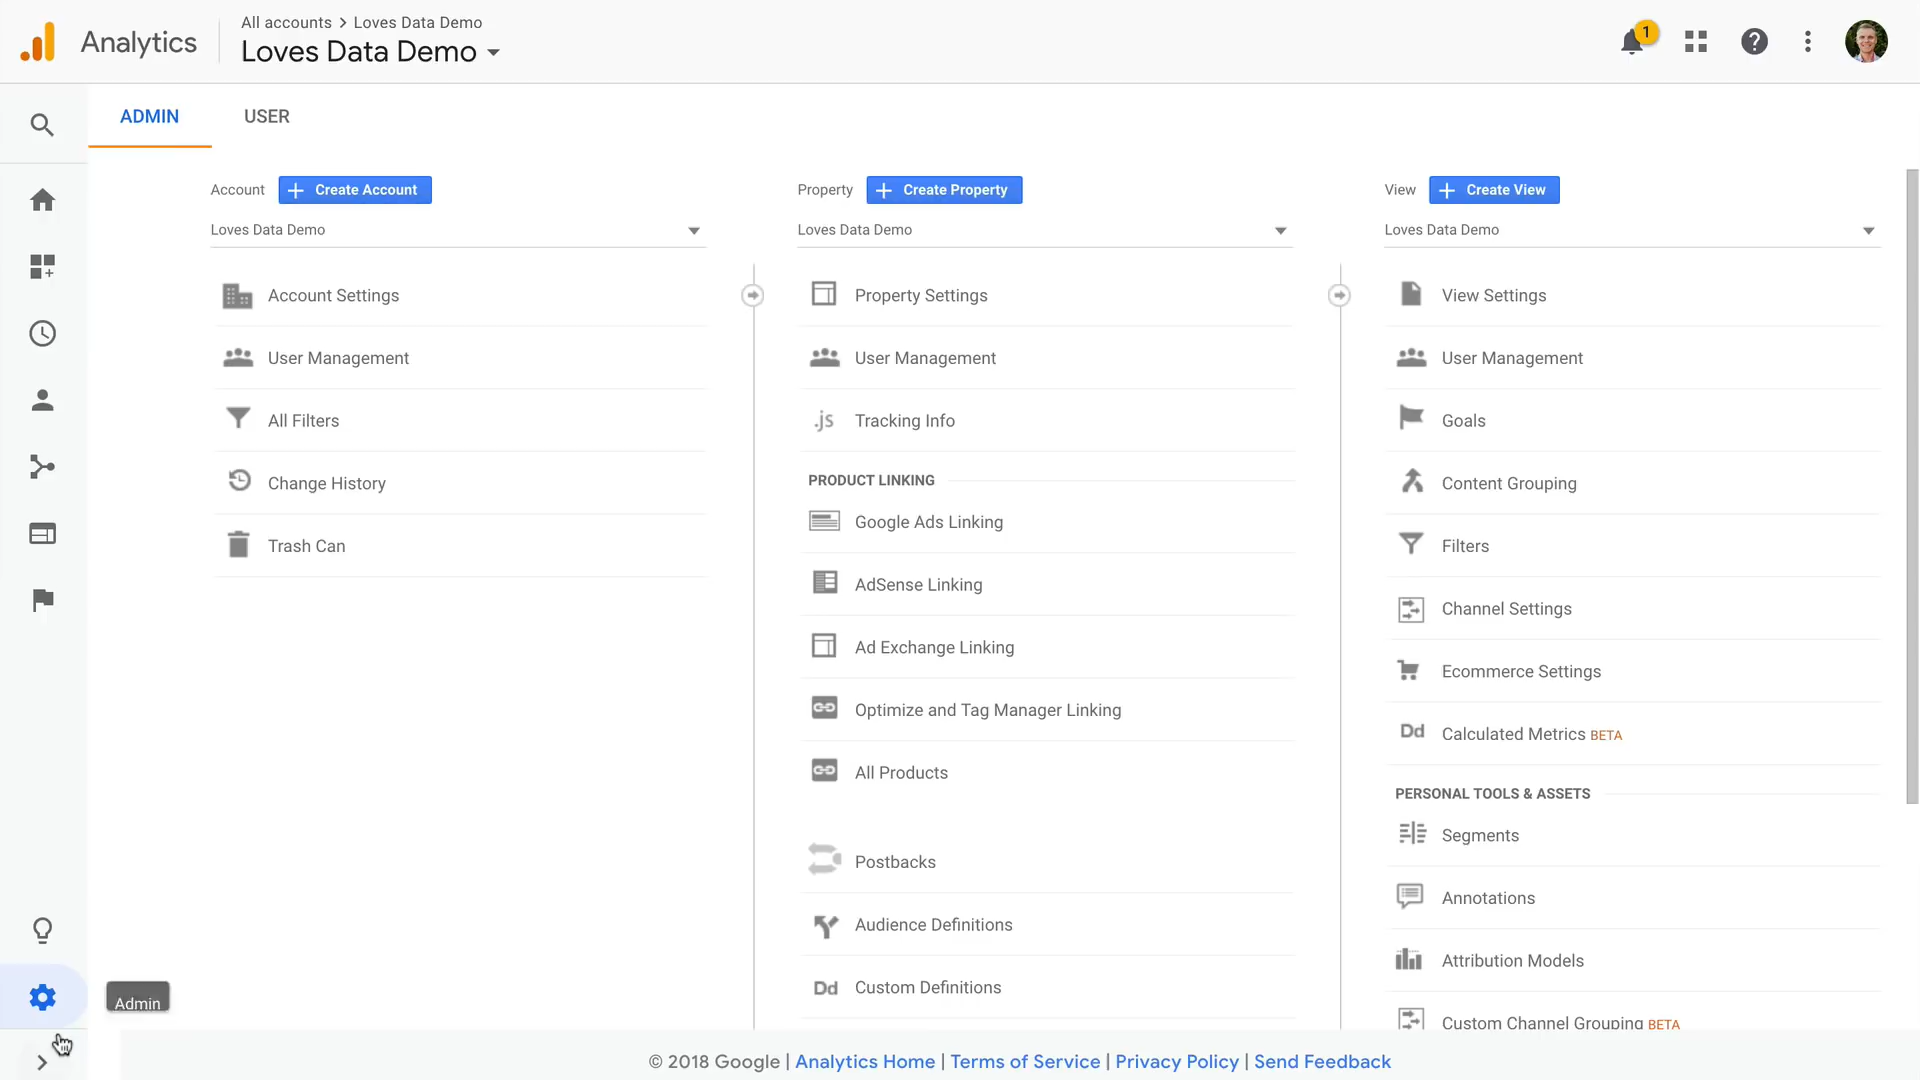 Analytics
All accounts > Loves Data Demo
Loves Data Demo
1
ADMIN
USER
Account
Create Account
Loves Data Demo
Account Settings
User Management
All Filters
Change History
Trash Can
Property
Create Property
Loves Data Demo
Property Settings
User Management
.js Tracking Info
PRODUCT LINKING
Google Ads Linking
AdSense Linking
Ad Exchange Linking
Optimize and Tag Manager Linking
All Products
Postbacks
Audience Definitions
Dd Custom Definitions
View
Create View
Loves Data Demo
View Settings
User Management
Goals
Content Grouping
Filters
Channel Settings
Ecommerce Settings
Dd Calculated Metrics BETA
PERSONAL TOOLS & ASSETS
Segments
Annotations
Attribution Models
Custom Channel Grouping BETA
Admin
© 2018 Google | Analytics Home | Terms of Service | Privacy Policy | Send Feedback